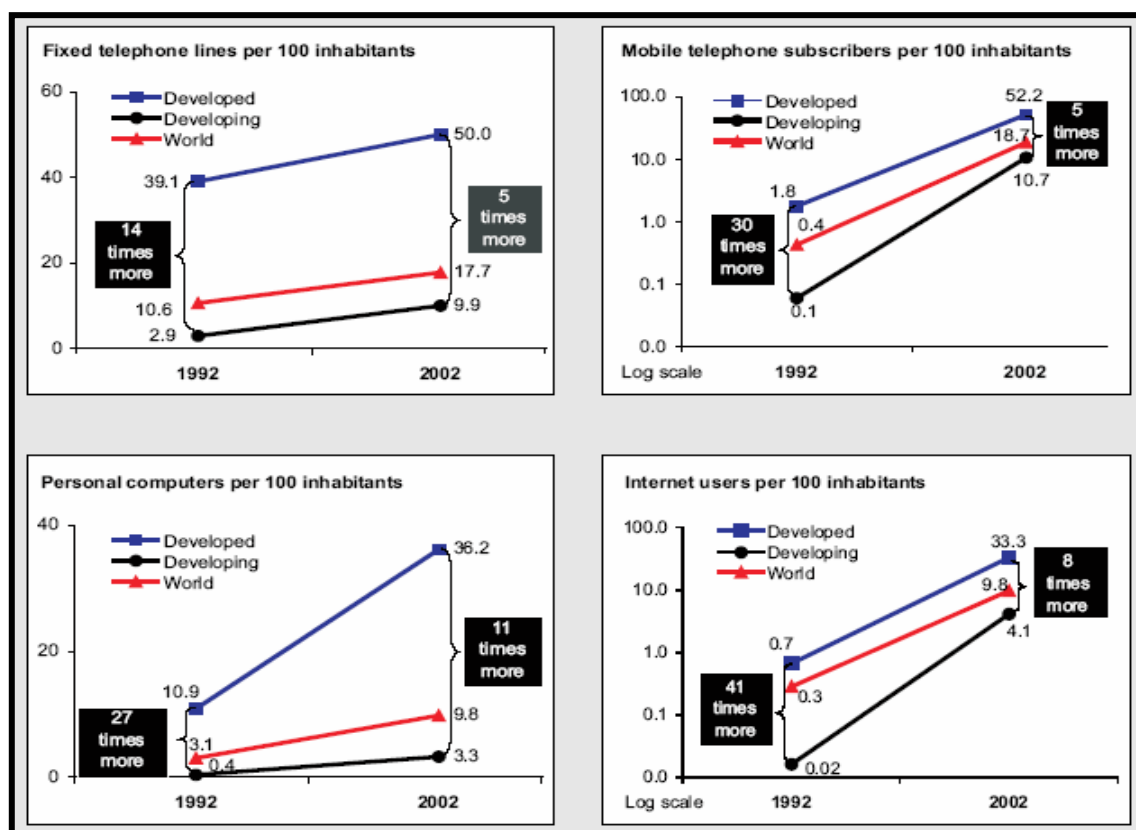 Fixed telephone lines per 100 inhabitants
60
Developed
Developing
World
50.0
40
39.1
5
times
more
14
times
more
20
17.7
10.6
9.9
2.9
0
1992 2002
Mobile telephone subscribers per 100 inhabitants
100.0
52.2
Developed
Developing
World
5
times
more
18.7
10.0
10.7
1.8
1.0
0.4
30
times
more
0.1
0.1
0.0
Log scale 1992 2002
Personal computers per 100 inhabitants
40
Developed
Developing
World
36.2
20
11
times
more
10.9
27
times
more
9.8
3.1
0.4
3.3
0
1992 2002
Internet users per 100 inhabitants
100.0
Developed
Developing
World
33.3
8
times
more
10.0
9.8
4.1
1.0
0.7
41
times
more
0.3
0.1
0.02
0.0
Log scale 1992 2002